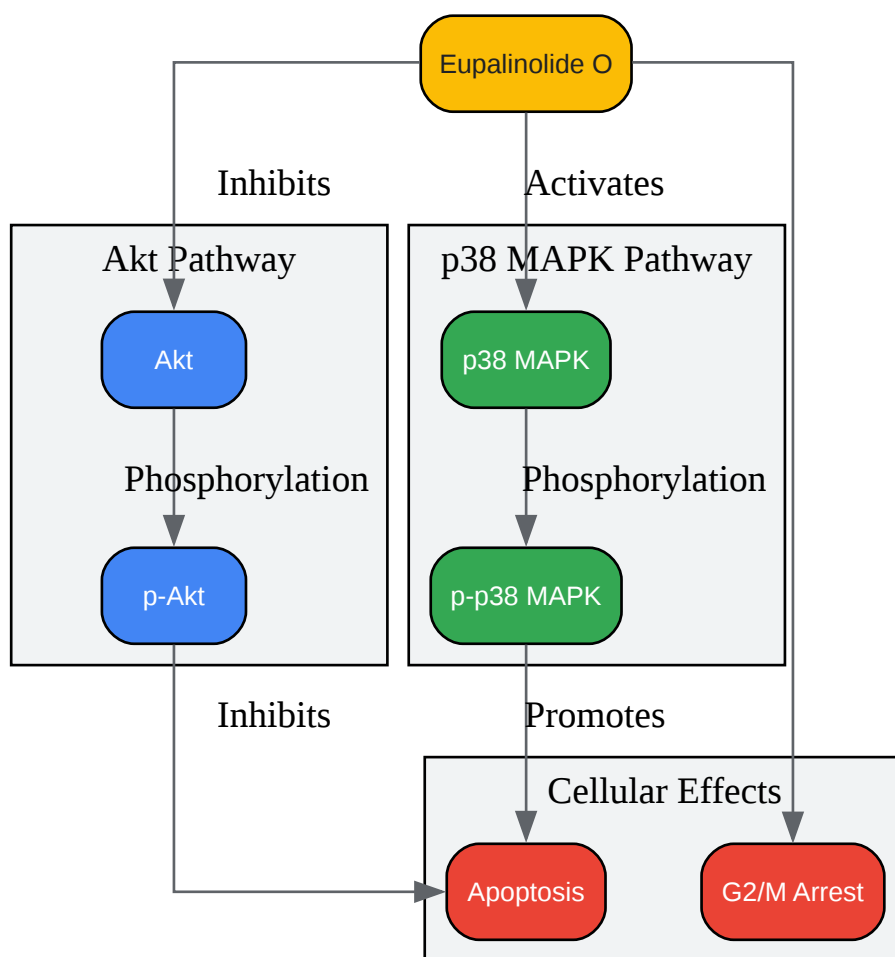 Eupalinolide O
Inhibits
Activates
Akt Pathway
p38 MAPK Pathway
Akt
p38 MAPK
Phosphorylation
Phosphorylation
p-Akt
p-p38 MAPK
Inhibits
Promotes
Cellular Effects
Apoptosis
G2/M Arrest